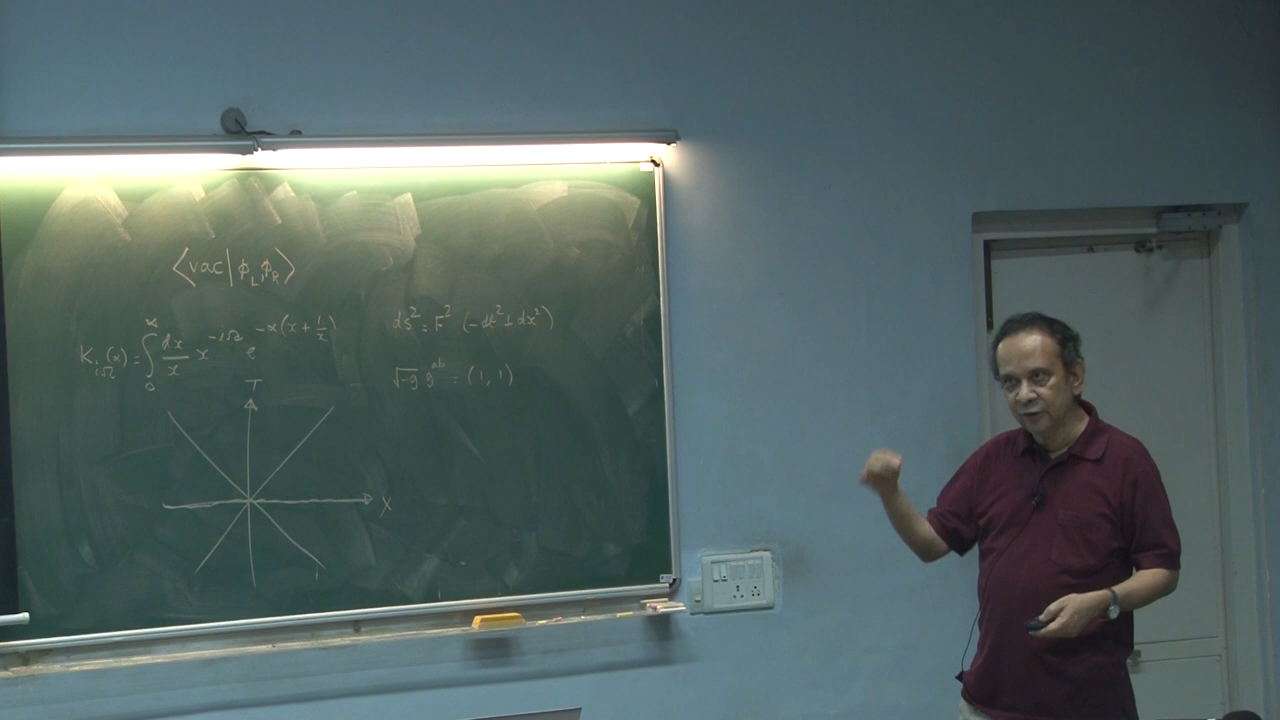 ⟨vac|ϕ_L,ϕ_R⟩
K_{iΩ}(α) = ∫_0^∞ dx/x x^{-iΩ} e^{-α(x+1/x)}
ds² = F² (-dt²+dx²)
√-g g^{ab} = (1, 1)
T
X